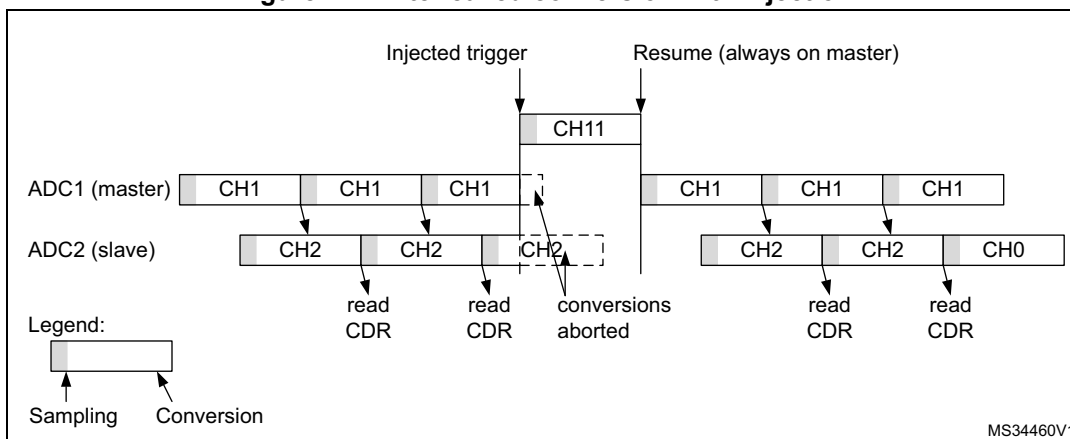 Injected trigger
Resume (always on master)
CH11
ADC1 (master)
CH1
CH1
CH1
CH1
CH1
CH1
ADC2 (slave)
CH2
CH2
CH2
CH2
CH2
CH0
read
CDR
read
CDR
conversions
aborted
read
CDR
read
CDR
Legend:
Sampling
Conversion
MS34460V1